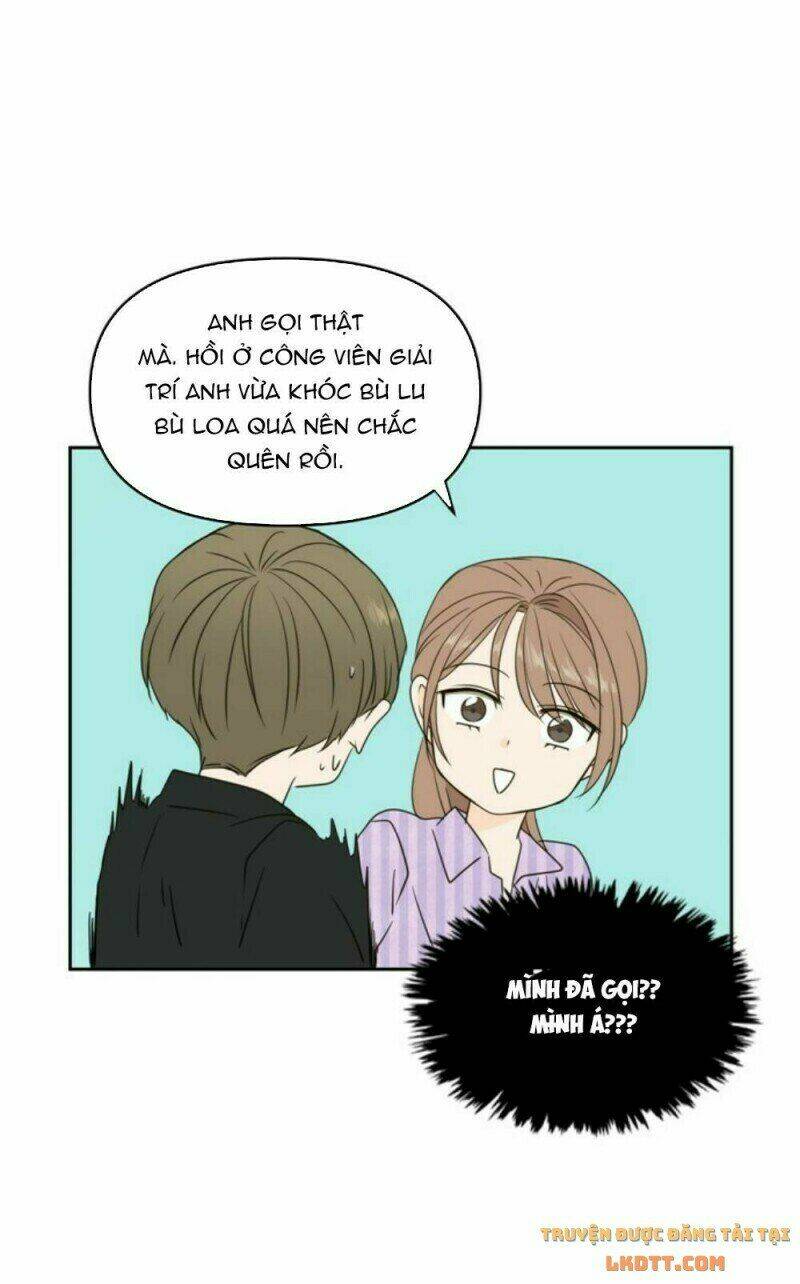 ANH GỌI THẬT
MÀ. HỒI Ở CÔNG VIÊN GIẢI
TRÍ ANH VỪA KHÓC BÙ LU
BÙ LOA QUÁ NÊN CHẮC
QUÊN RỒI.
MÌNH ĐÃ GỌI??
MÌNH Á???
TRUYỆN ĐƯỢC ĐĂNG TẢI TẠI
LKDTT.COM